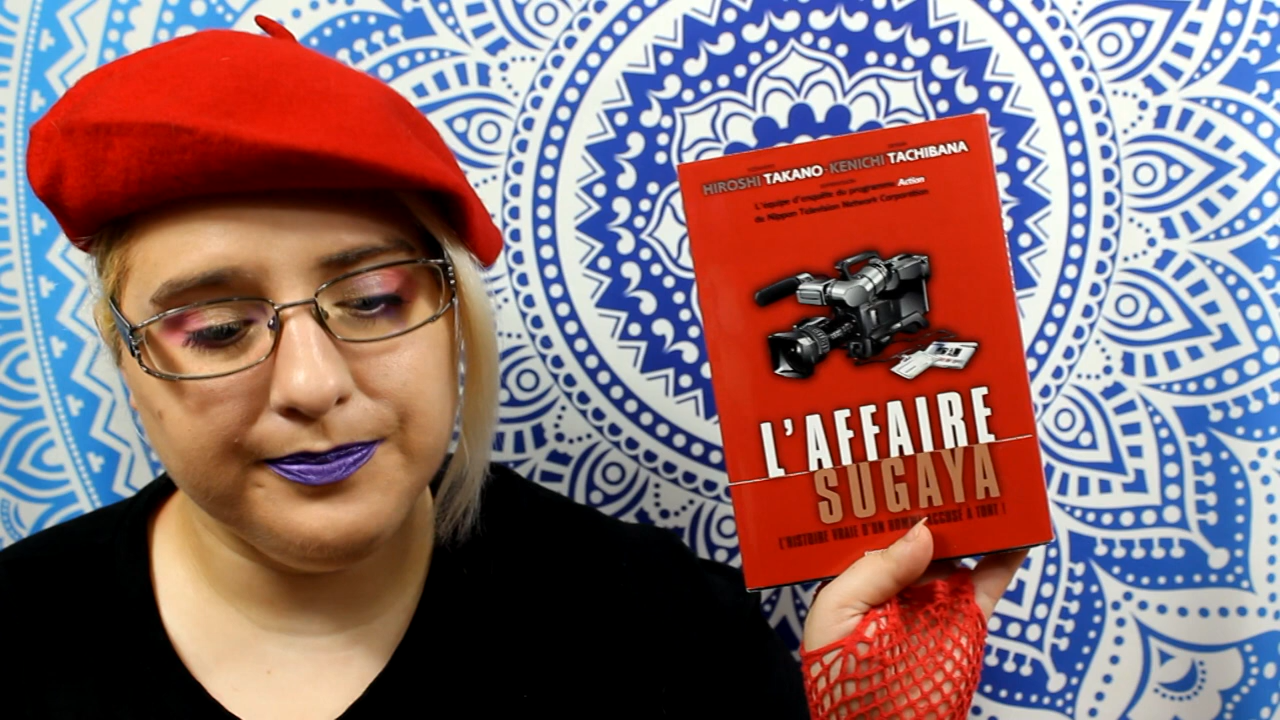 HIROSHI TAKANO · KENICHI TACHIBANA
L'équipe d'enquête du programme Action
de Nippon Television Network Corporation
L'AFFAIRE
SUGAYA
L'HISTOIRE VRAIE D'UN HOMME ACCUSÉ À TORT !